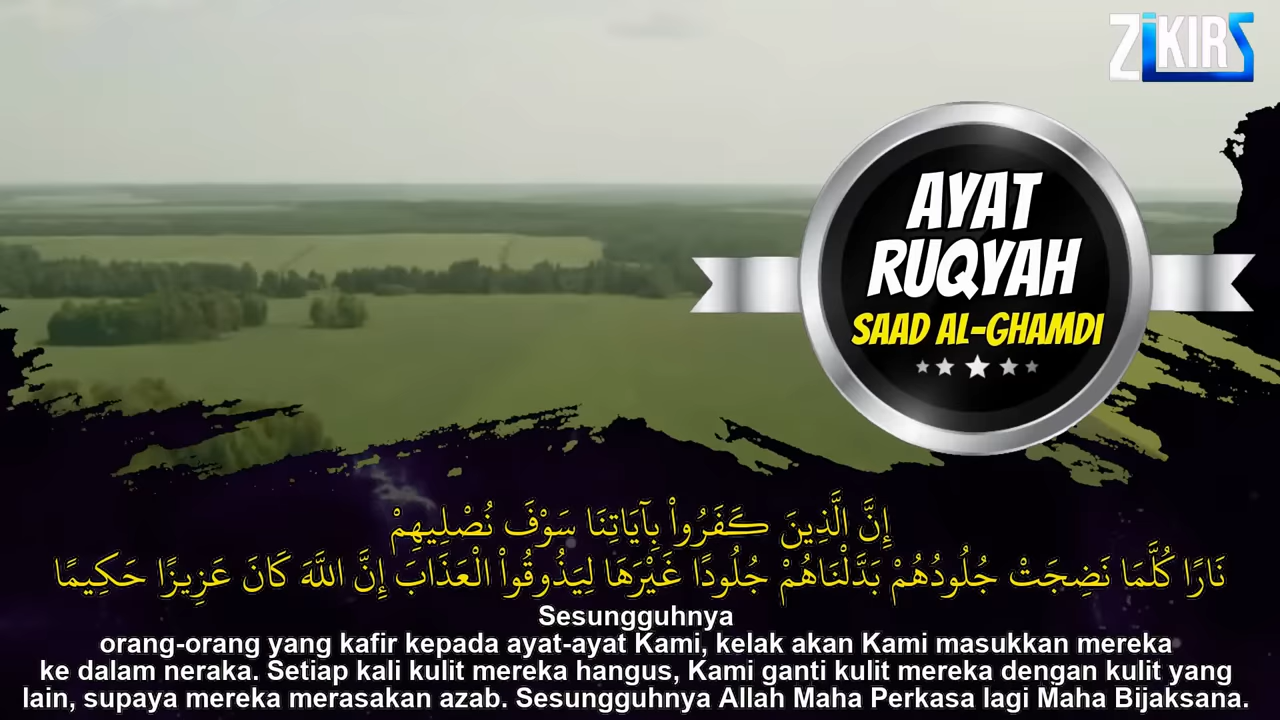 ZIKIRS
AYAT
RUQYAH
SAAD AL-GHAMDI
إِنَّ الَّذِينَ كَفَرُواْ بِآيَاتِنَا سَوْفَ نُصْلِيهِمْ
نَارًا كُلَّمَا نَضِجَتْ جُلُودُهُمْ بَدَّلْنَاهُمْ جُلُودًا غَيْرَهَا لِيَذُوقُواْ الْعَذَابَ إِنَّ اللَّهَ كَانَ عَزِيزًا حَكِيمًا
Sesungguhnya
orang-orang yang kafir kepada ayat-ayat Kami, kelak akan Kami masukkan mereka
ke dalam neraka. Setiap kali kulit mereka hangus, Kami ganti kulit mereka dengan kulit yang
lain, supaya mereka merasakan azab. Sesungguhnya Allah Maha Perkasa lagi Maha Bijaksana.